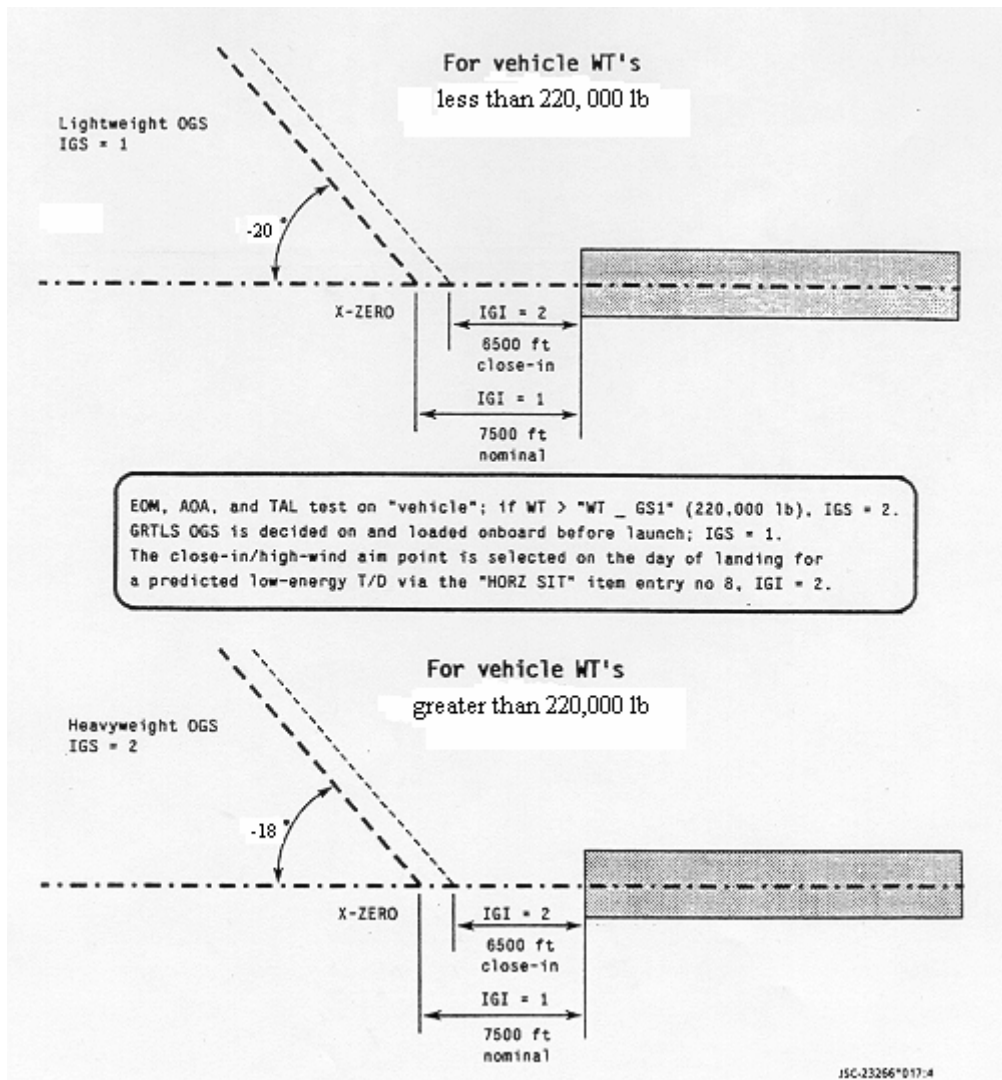 For vehicle WT's
less than 220, 000 lb
Lightweight OGS
IGS = 1
-20°
X-ZERO
IGI = 2
6500 ft
close-in
IGI = 1
7500 ft
nominal
EOM, AOA, and TAL test on "vehicle"; if WT > "WT _ GS1" (220,000 lb), IGS = 2.
GRTLS OGS is decided on and loaded onboard before launch; IGS = 1.
The close-in/high-wind aim point is selected on the day of landing for
a predicted low-energy T/D via the "HORZ SIT" item entry no 8, IGI = 2.
For vehicle WT's
greater than 220,000 lb
Heavyweight OGS
IGS = 2
-18°
X-ZERO
IGI = 2
6500 ft
close-in
IGI = 1
7500 ft
nominal
JSC-23266*017:4